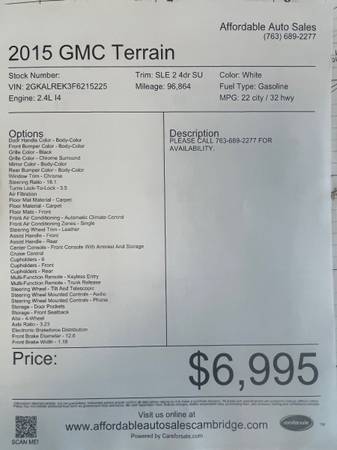 Affordable Auto Sales
(763) 689-2277
2015 GMC Terrain
Stock Number:
Trim: SLE 2 4dr SU
Color: White
VIN: 2GKALREK3F6215225
Mileage: 96,864
Fuel Type: Gasoline
Engine: 2.4L I4
MPG: 22 city / 32 hwy
Options
Door Handle Color - Body-Color
Front Bumper Color - Body-Color
Grille Color - Black
Grille Color - Chrome Surround
Mirror Color - Body-Color
Rear Bumper Color - Body-Color
Window Trim - Chrome
Steering Ratio - 16.1
Turns Lock-To-Lock - 3.5
Air Filtration
Floor Mat Material - Carpet
Floor Material - Carpet
Floor Mats - Front
Front Air Conditioning - Automatic Climate Control
Front Air Conditioning Zones - Single
Steering Wheel Trim - Leather
Assist Handle - Front
Assist Handle - Rear
Center Console - Front Console With Armrest And Storage
Cruise Control
Cupholders - 6
Cupholders - Front
Cupholders - Rear
Multi-Function Remote - Keyless Entry
Multi-Function Remote - Trunk Release
Steering Wheel - Tilt And Telescopic
Steering Wheel Mounted Controls - Audio
Steering Wheel Mounted Controls - Phone
Storage - Door Pockets
Storage - Front Seatback
Abs - 4-Wheel
Axle Ratio - 3.23
Electronic Brakeforce Distribution
Front Brake Diameter - 12.6
Front Brake Width - 1.18
Description
PLEASE CALL 763-689-2277 FOR
AVAILABILITY.
Price:
$6,995
Visit us online at
www.affordableautosalescambridge.com
Powered by Carsforsale.com
carsforsale
SCAN ME!